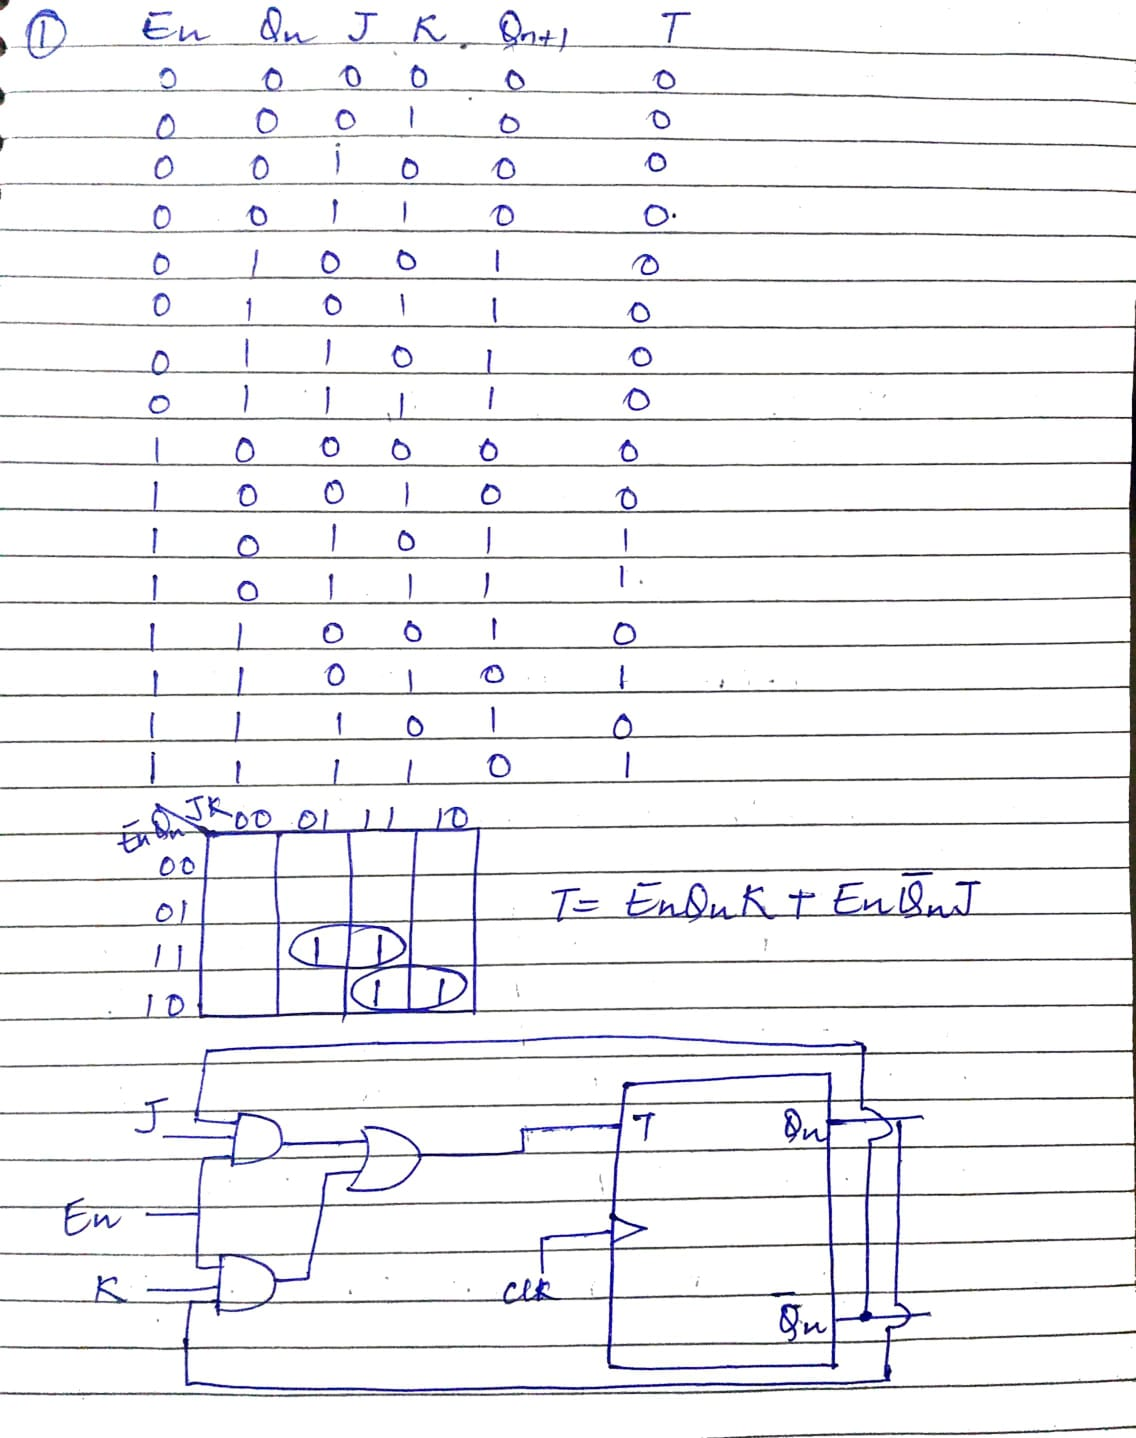 ① En Qn J K Qn+1 T
0 0 0 0 0 0
0 0 0 1 0 0
0 0 1 0 0 0
0 0 1 1 0 0
0 1 0 0 1 0
0 1 0 1 1 0
0 1 1 0 1 0
0 1 1 1 1 0
1 0 0 0 0 0
1 0 0 1 0 0
1 0 1 0 1 1
1 0 1 1 1 1
1 1 0 0 1 0
1 1 0 1 0 1
1 1 1 0 1 0
1 1 1 1 0 1
EnQn JK 00 01 11 10
00
01
11 1 1
10 1 1
T= EnQnK + EnQ̅nJ
J
En
K
T
Qn
clk
Q̅n